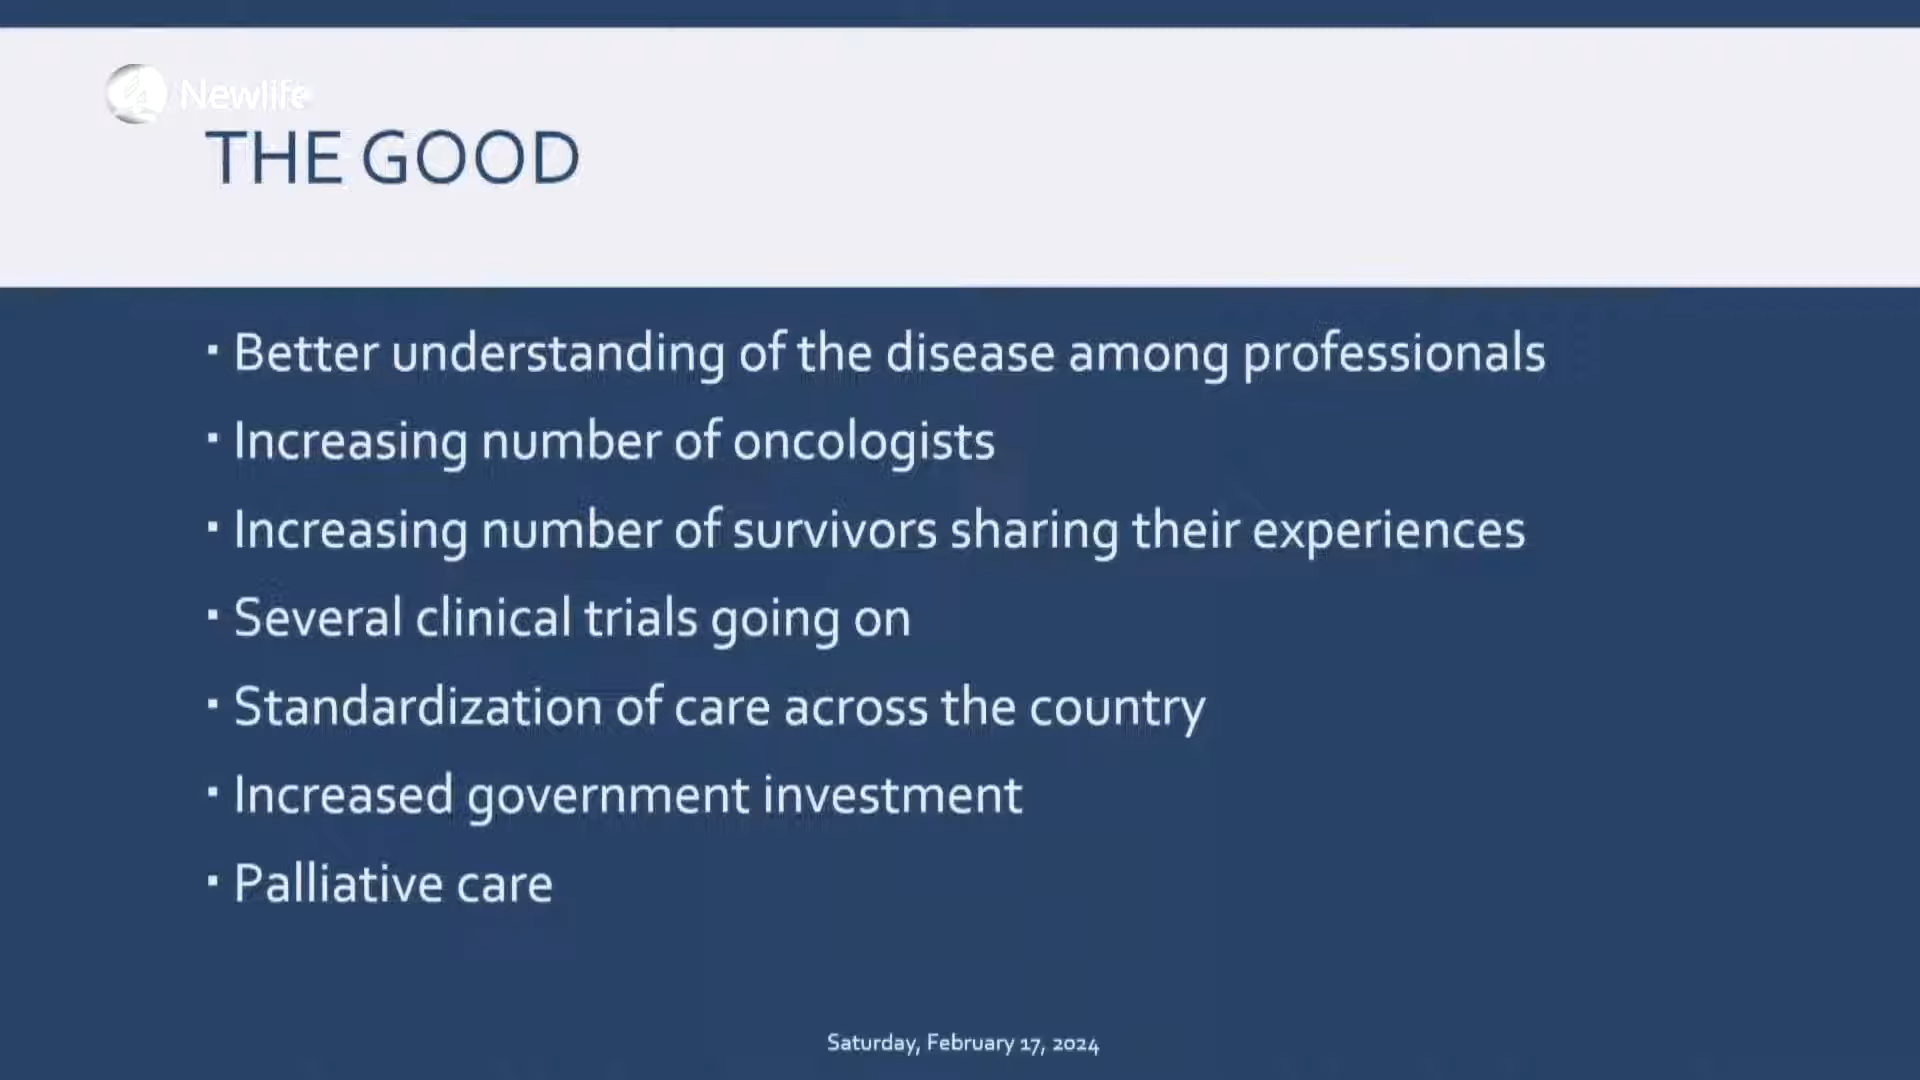 Newlife
THE GOOD
▪ Better understanding of the disease among professionals
▪ Increasing number of oncologists
▪ Increasing number of survivors sharing their experiences
▪ Several clinical trials going on
▪ Standardization of care across the country
▪ Increased government investment
▪ Palliative care
Saturday, February 17, 2024